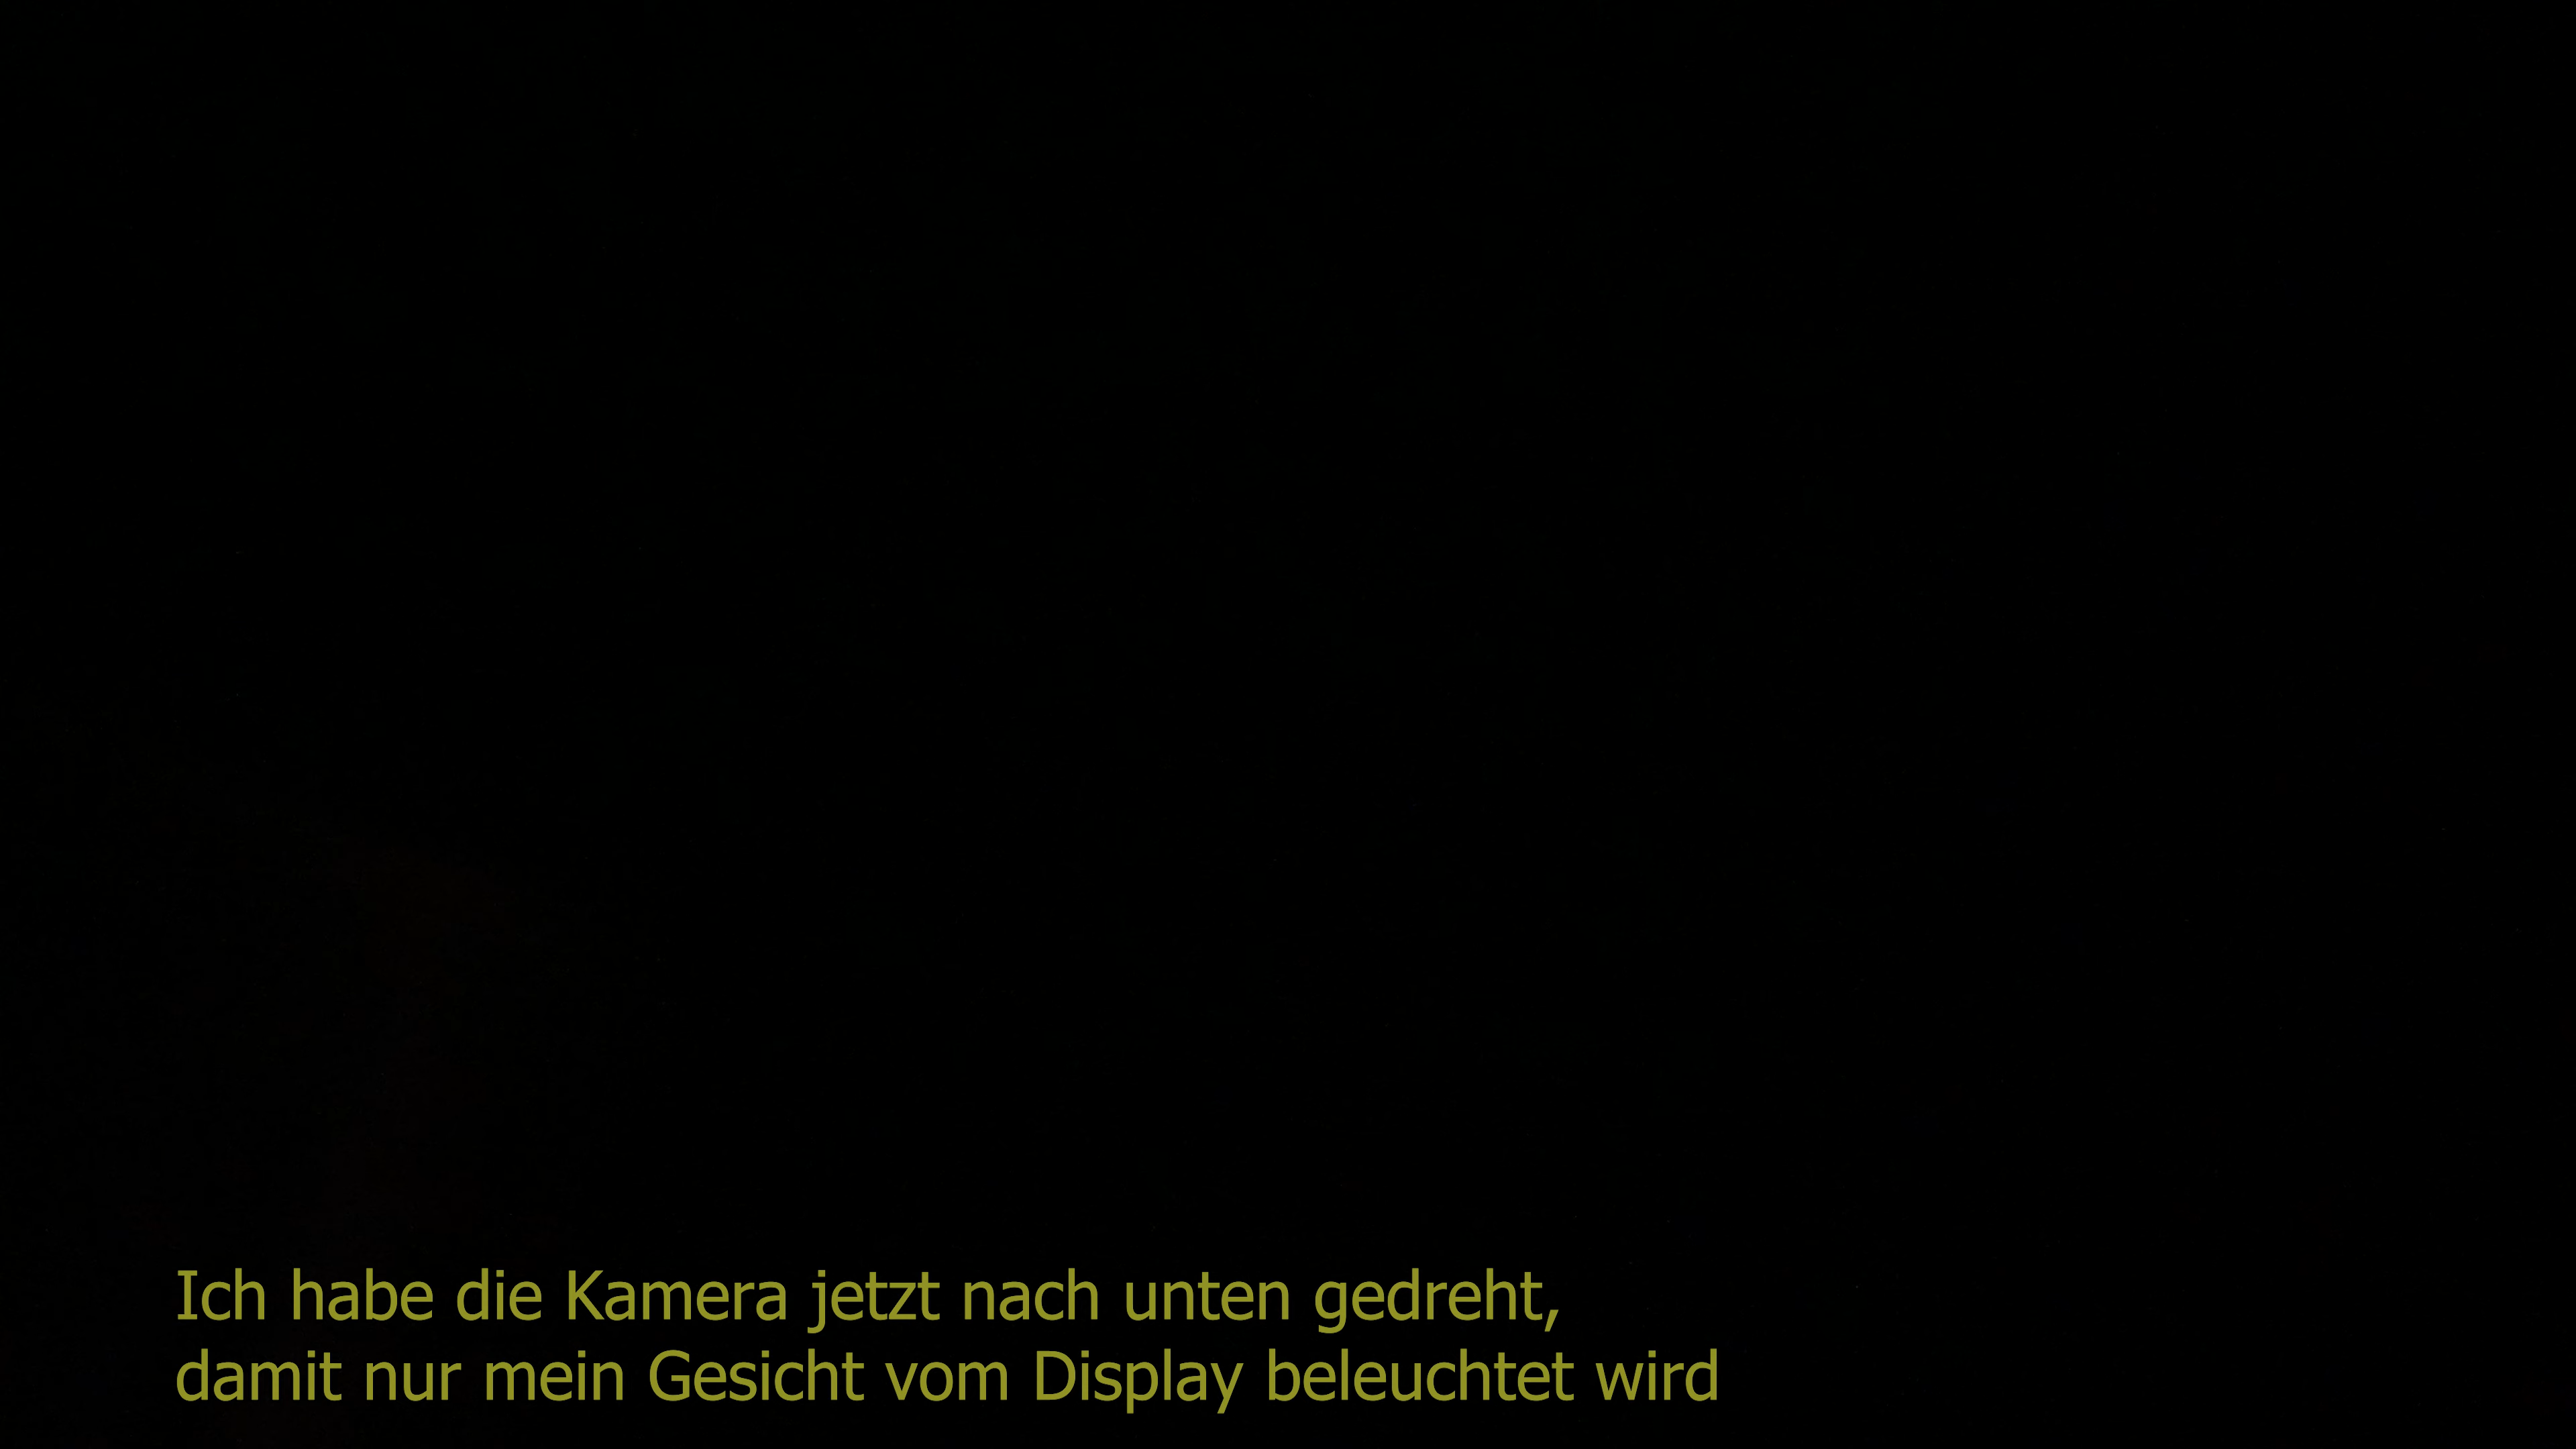 Ich habe die Kamera jetzt nach unten gedreht,
damit nur mein Gesicht vom Display beleuchtet wird